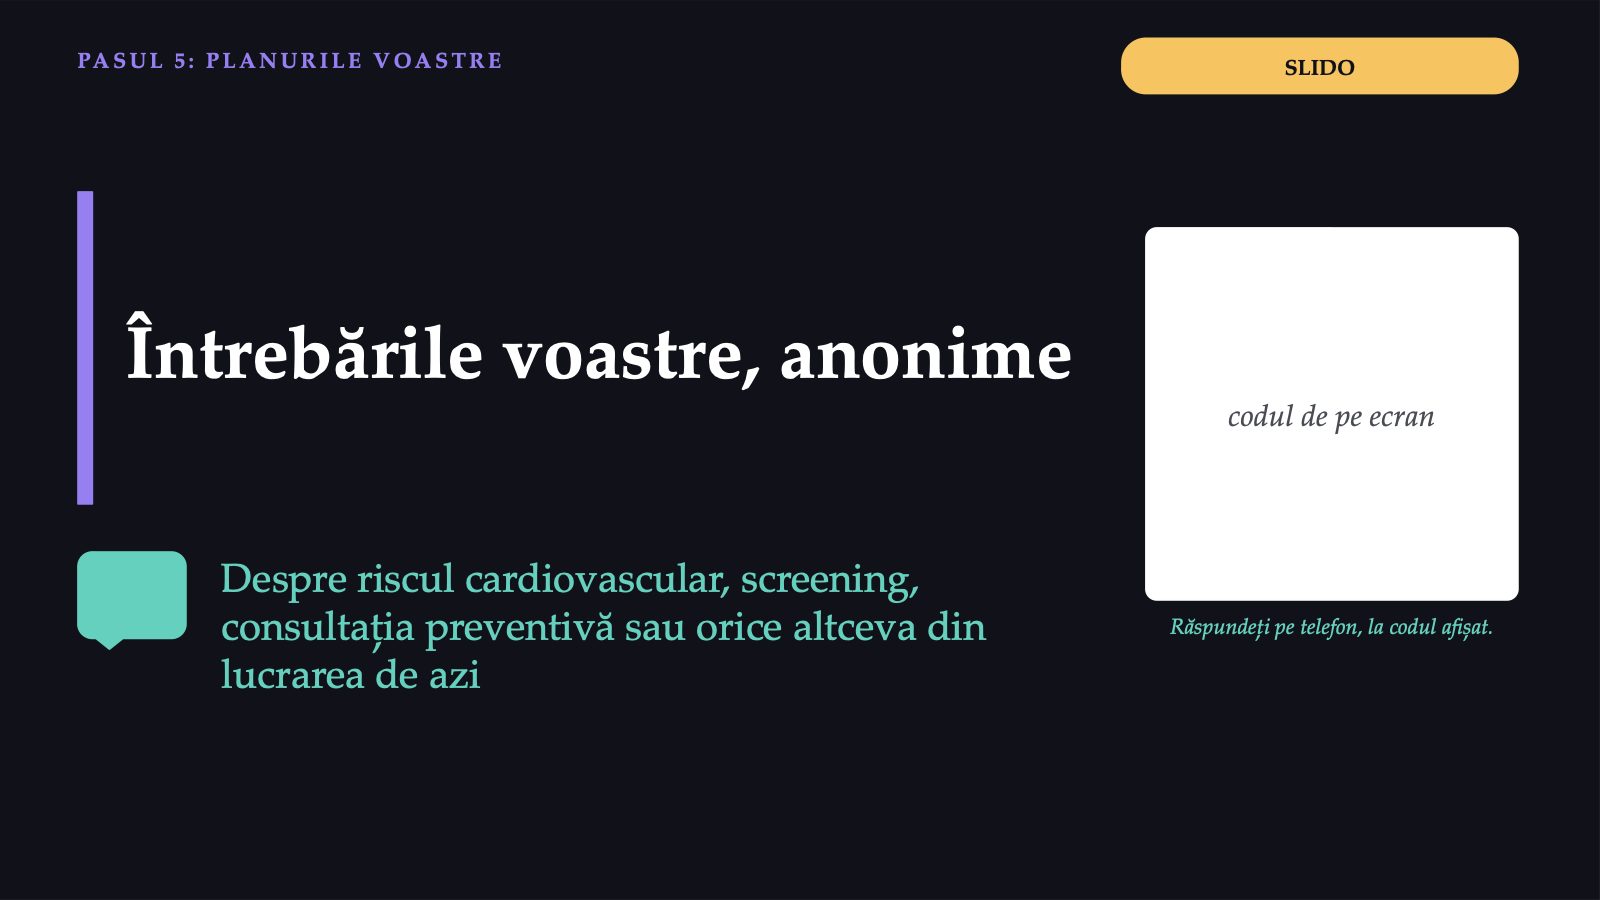 PASUL 5: PLANURILE VOASTRE
SLIDO
Întrebările voastre, anonime
codul de pe ecran
Despre riscul cardiovascular, screening,
consultația preventivă sau orice altceva din
lucrarea de azi
Răspundeți pe telefon, la codul afișat.